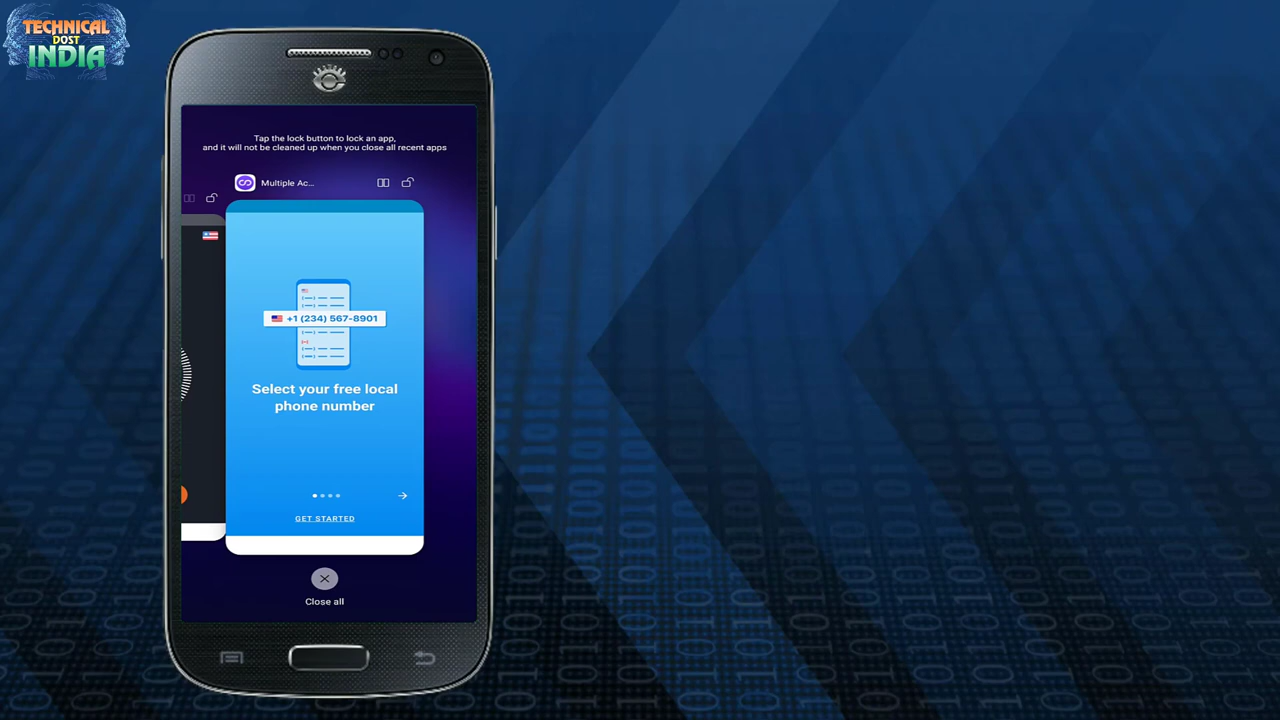 TECHNICAL
DOST
INDIA
Tap the lock button to lock an app,
and it will not be cleaned up when you close all recent apps
Multiple Ac...
+1 (234) 567-8901
Select your free local
phone number
GET STARTED
Close all